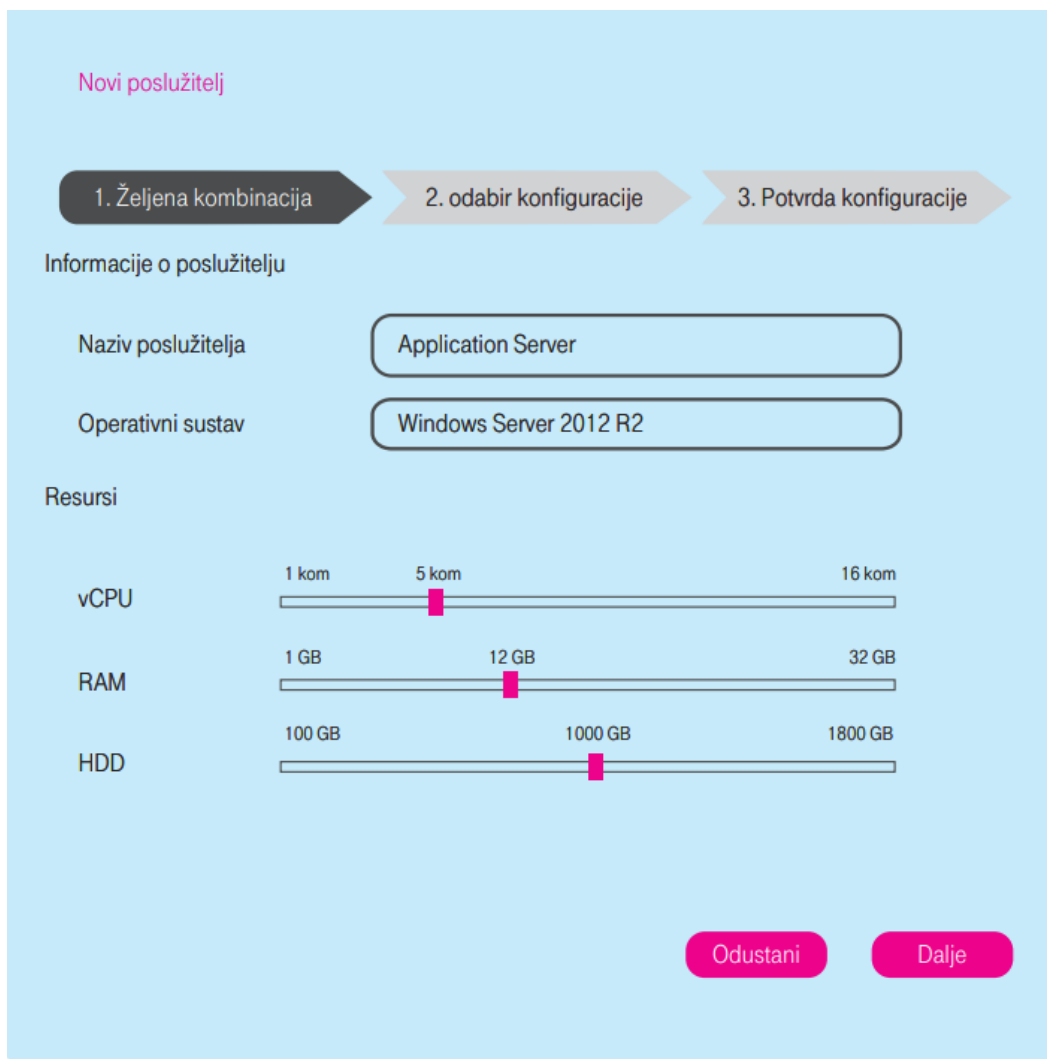 Novi poslužitelj
1. Željena kombinacija
2. odabir konfiguracije
3. Potvrda konfiguracije
Informacije o poslužitelju
Naziv poslužitelja
Application Server
Operativni sustav
Windows Server 2012 R2
Resursi
vCPU
1 kom
5 kom
16 kom
RAM
1 GB
12 GB
32 GB
HDD
100 GB
1000 GB
1800 GB
Odustani
Dalje